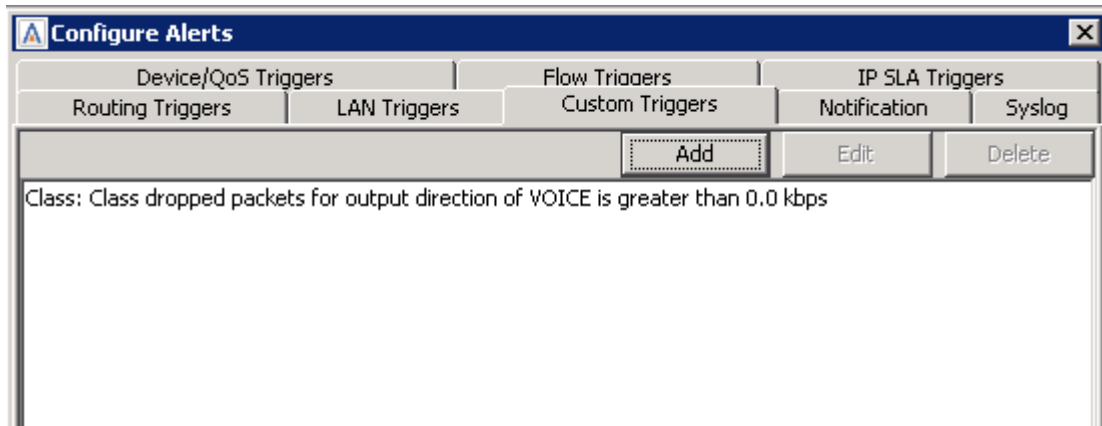 Configure Alerts
Device/QoS Triggers Flow Triggers IP SLA Triggers
Routing Triggers LAN Triggers Custom Triggers Notification Syslog
Add Edit Delete
Class: Class dropped packets for output direction of VOICE is greater than 0.0 kbps